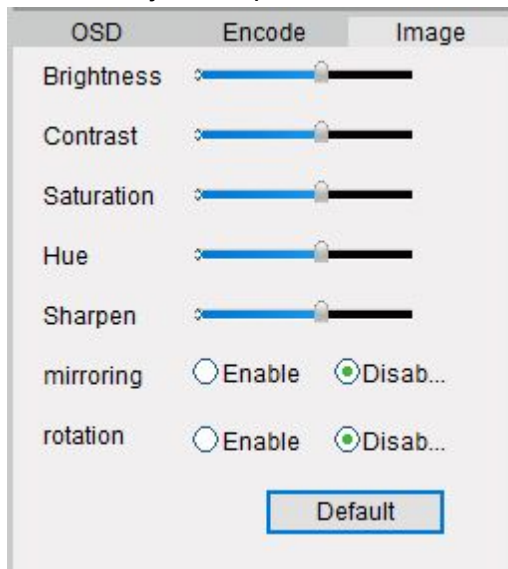 OSD Encode Image
Brightness
Contrast
Saturation
Hue
Sharpen
mirroring Enable Disab...
rotation Enable Disab...
Default